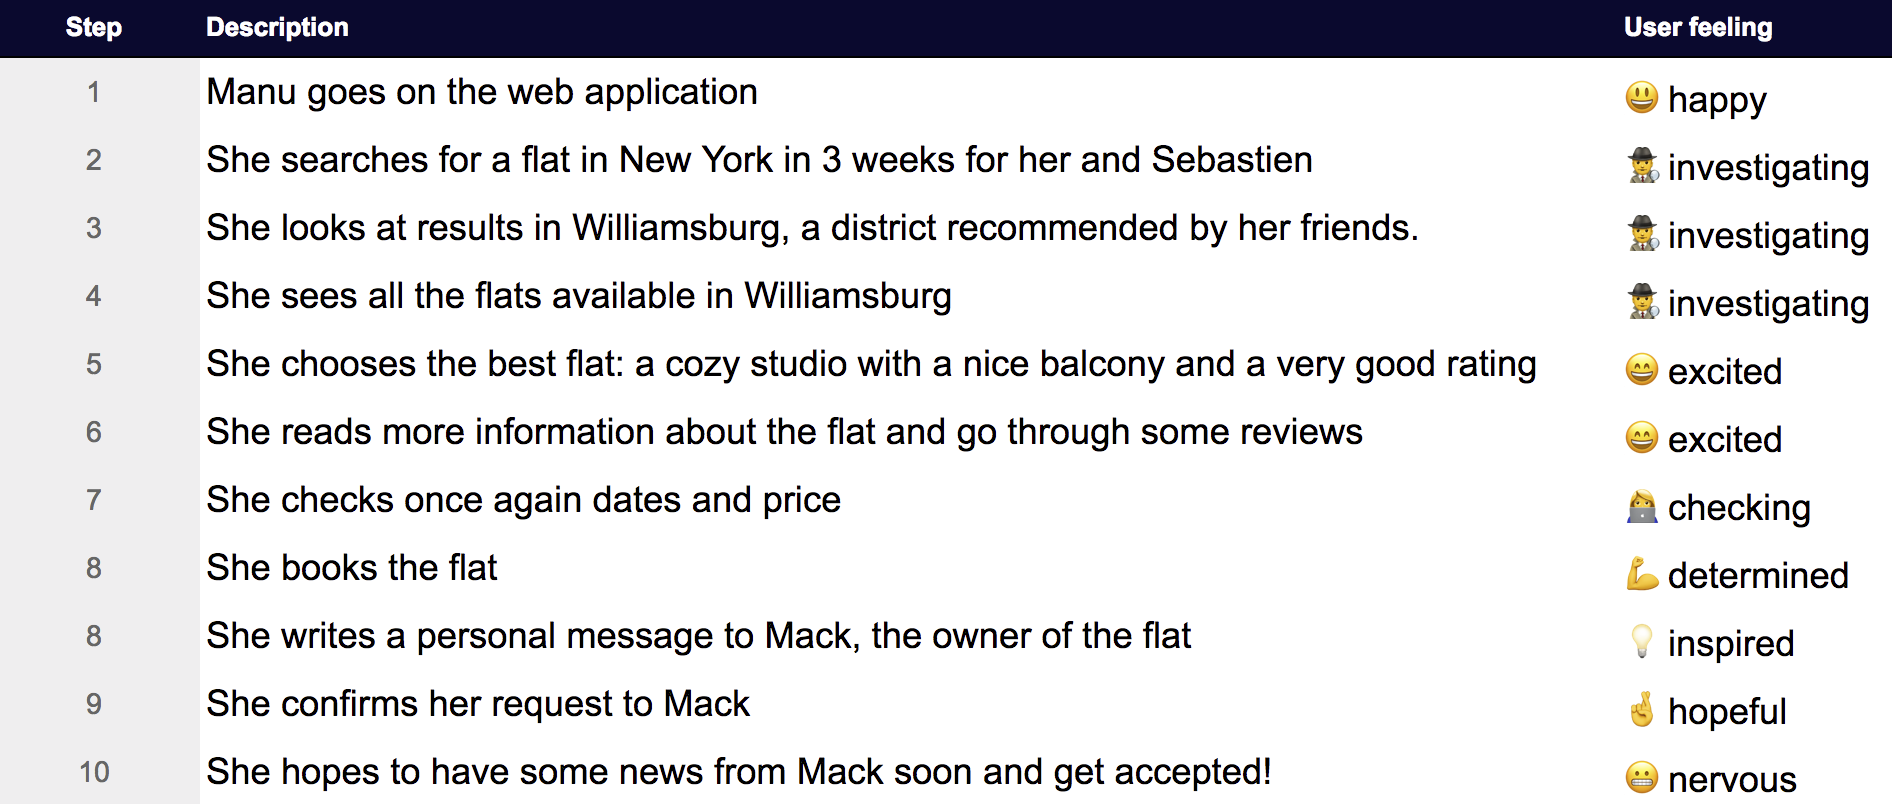 Step Description User feeling
1 Manu goes on the web application 😃 happy
2 She searches for a flat in New York in 3 weeks for her and Sebastien 🕵️ investigating
3 She looks at results in Williamsburg, a district recommended by her friends. 🕵️ investigating
4 She sees all the flats available in Williamsburg 🕵️ investigating
5 She chooses the best flat: a cozy studio with a nice balcony and a very good rating 😄 excited
6 She reads more information about the flat and go through some reviews 😄 excited
7 She checks once again dates and price 👩‍💻 checking
8 She books the flat 💪 determined
8 She writes a personal message to Mack, the owner of the flat 💡 inspired
9 She confirms her request to Mack 🤞 hopeful
10 She hopes to have some news from Mack soon and get accepted! 😬 nervous